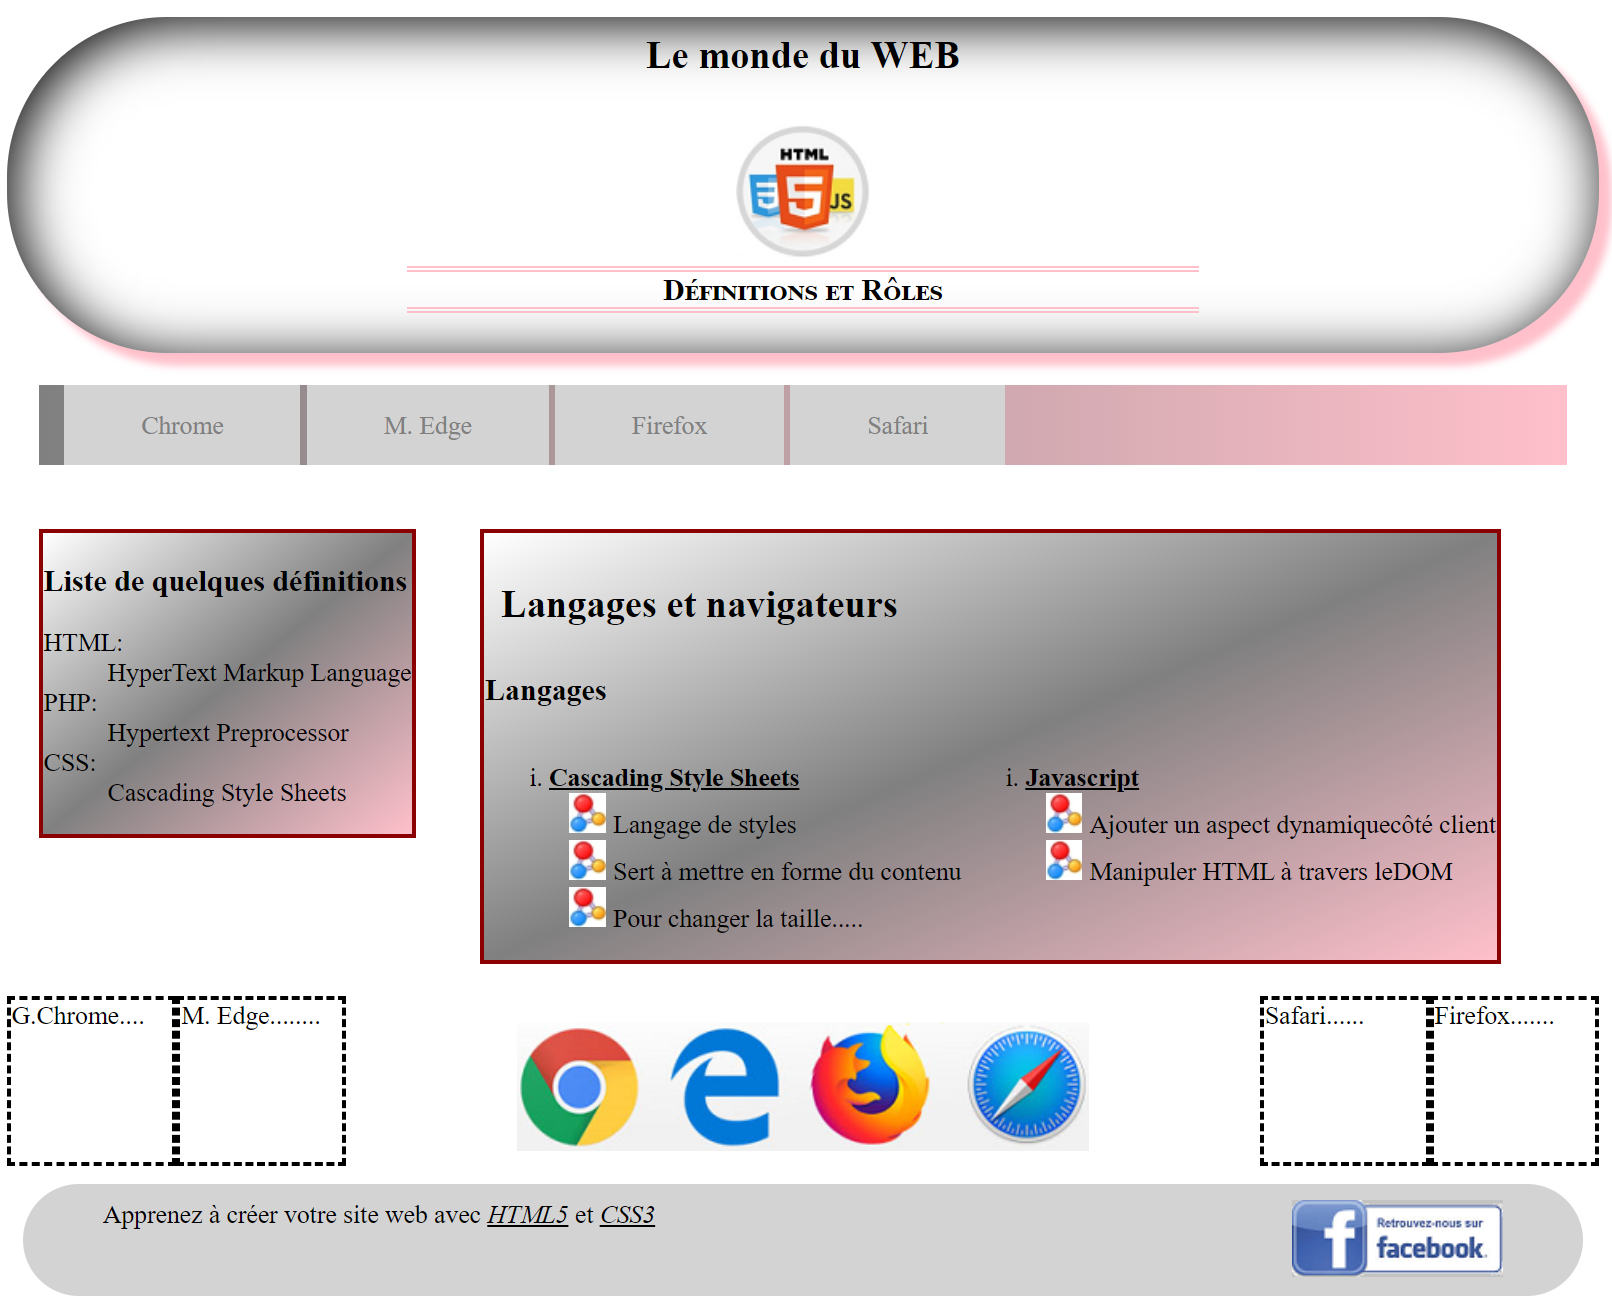 Le monde du WEB
HTML
3 5 JS
Définitions et Rôles
Chrome M. Edge Firefox Safari
Liste de quelques définitions
HTML:
HyperText Markup Language
PHP:
Hypertext Preprocessor
CSS:
Cascading Style Sheets
Langages et navigateurs
Langages
i. Cascading Style Sheets
Langage de styles
Sert à mettre en forme du contenu
Pour changer la taille.....
i. Javascript
Ajouter un aspect dynamiquecôté client
Manipuler HTML à travers leDOM
G.Chrome.... M. Edge........ Safari...... Firefox.......
Apprenez à créer votre site web avec HTML5 et CSS3
Retrouvez-nous sur
facebook.